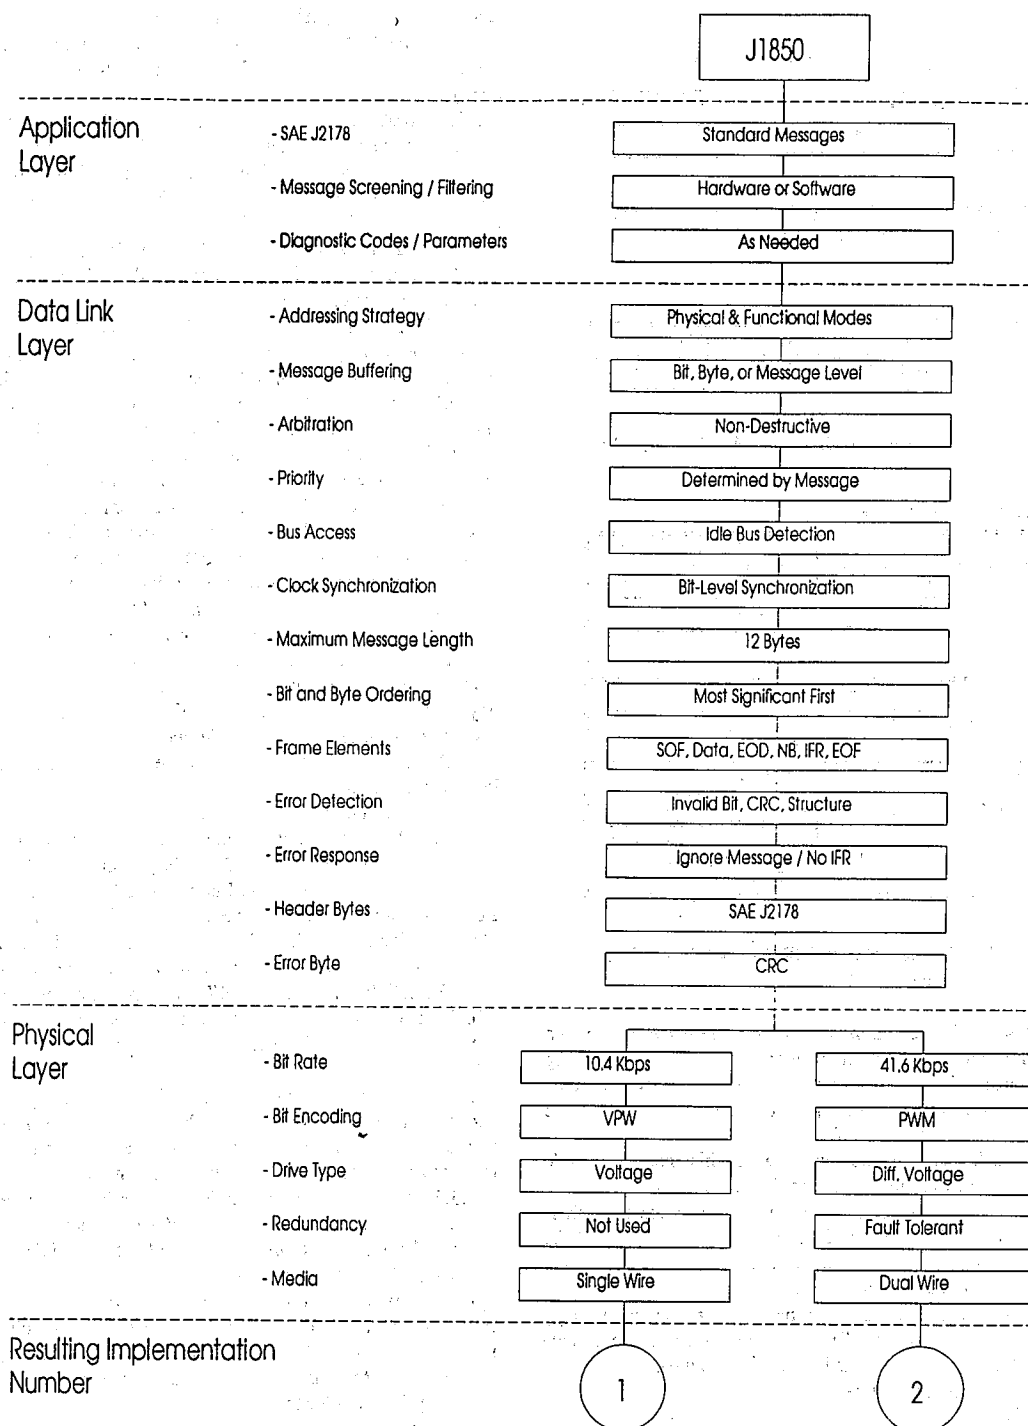 J1850
Application
Layer
- SAE J2178
Standard Messages
- Message Screening / Filtering
Hardware or Software
- Diagnostic Codes / Parameters
As Needed
Data Link
Layer
- Addressing Strategy
Physical & Functional Modes
- Message Buffering
Bit, Byte, or Message Level
- Arbitration
Non-Destructive
- Priority
Determined by Message
- Bus Access
Idle Bus Detection
- Clock Synchronization
Bit-Level Synchronization
- Maximum Message Length
12 Bytes
- Bit and Byte Ordering
Most Significant First
- Frame Elements
SOF, Data, EOD, NB, IFR, EOF
- Error Detection
Invalid Bit, CRC, Structure
- Error Response
Ignore Message / No IFR
- Header Bytes
SAE J2178
- Error Byte
CRC
Physical
Layer
- Bit Rate
10.4 Kbps
41.6 Kbps
- Bit Encoding
VPW
PWM
- Drive Type
Voltage
Diff. Voltage
- Redundancy
Not Used
Fault Tolerant
- Media
Single Wire
Dual Wire
Resulting Implementation
Number
1
2